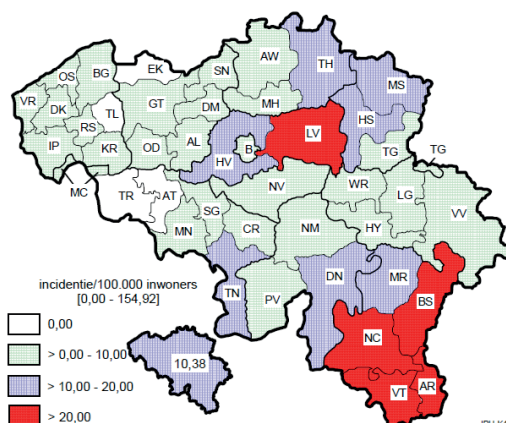 EK
AW
TH
SN
BG
OS
MS
VR
DK
GT
DM
MH
TL
RS
HS
LV
IP
KR
OD
AL
HV
B
TG
TG
MC
TR
AT
NV
WR
LG
VV
SG
MN
CR
NM
HY
DN
MR
TN
PV
BS
NC
VT
AR
incidentie/100.000 inwoners
[0,00 - 154,92]
0,00
> 0,00 - 10,00
> 10,00 - 20,00
> 20,00
10,38